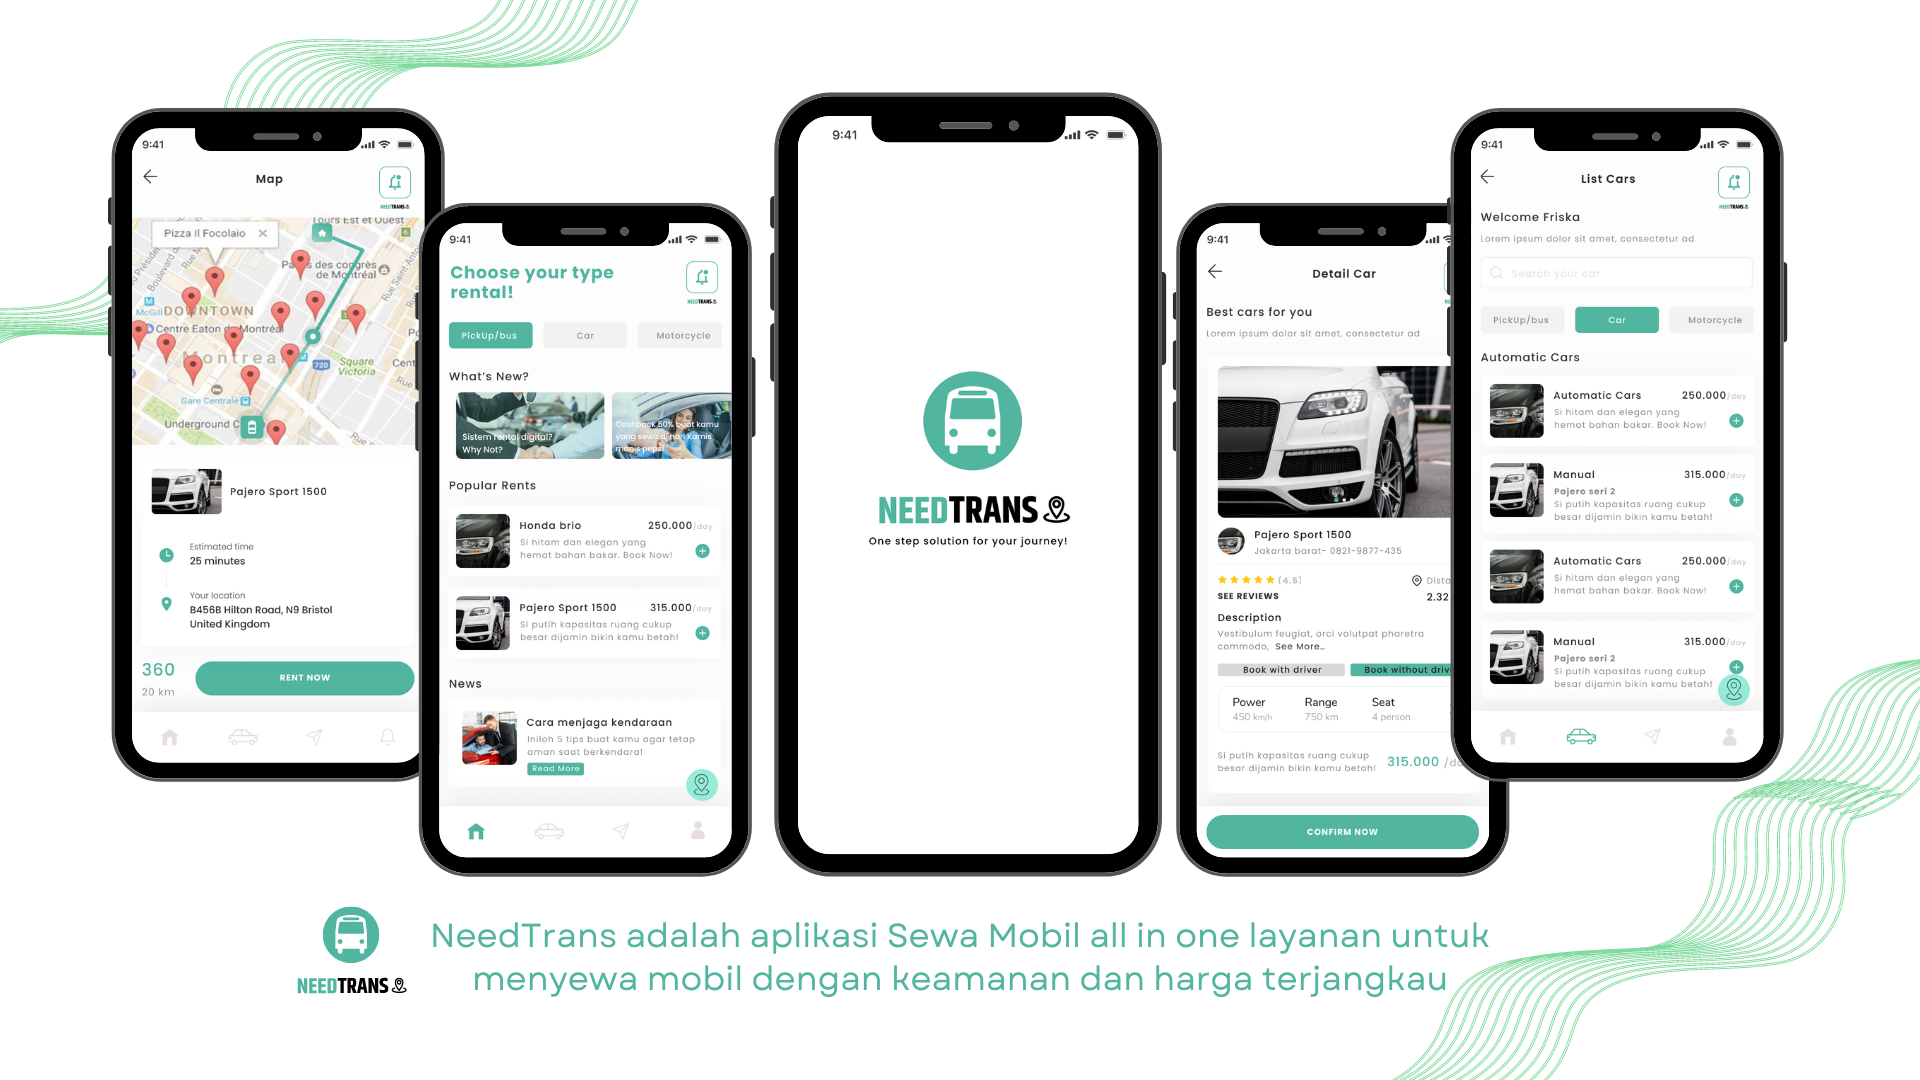 9:41
Map
NEEDTRANS
Tours Est et Ouest
Pizza Il Focolaio
Palais des congrès
de Montréal
Boulevard
Rue Saint-Antoine
McGill
DOWNTOWN
Centre Eaton de Montréal
Montreal
720
Square
Victoria
Gare Centrale
Underground C
Pajero Sport 1500
Estimated time
25 minutes
Your location
B456B Hilton Road, N9 Bristol
United Kingdom
360
20 km
RENT NOW
9:41
Choose your type
rental!
NEEDTRANS
PickUp/bus
Car
Motorcycle
What's New?
Sistem rental digital?
Why Not?
Cashback 50% buat kamu
yang sewa di hari Kamis
Popular Rents
Honda brio
250.000/day
Si hitam dan elegan yang
hemat bahan bakar. Book Now!
Pajero Sport 1500
315.000/day
Si putih kapasitas ruang cukup
besar dijamin bikin kamu betah!
News
Cara menjaga kendaraan
Inilah 5 tips buat kamu agar tetap
aman saat berkendara!
Read More
9:41
NEEDTRANS
One step solution for your journey!
9:41
Detail Car
Best cars for you
Lorem ipsum dolor sit amet, consectetur ad
Pajero Sport 1500
Jakarta barat- 0821-9877-435
(4.5)
Dista
SEE REVIEWS
2.32
Description
Vestibulum feugiat, orci volutpat pharetra
commodo, See More...
Book with driver
Book without driv
Power
Range
Seat
450 km/h
750 km
4 person
Si putih kapasitas ruang cukup
besar dijamin bikin kamu betah!
315.000 /da
CONFIRM NOW
9:41
List Cars
NEEDTRANS
Welcome Friska
Lorem ipsum dolor sit amet, consectetur ad
Search your car
PickUp/bus
Car
Motorcycle
Automatic Cars
Automatic Cars
250.000/day
Si hitam dan elegan yang
hemat bahan bakar. Book Now!
Manual
315.000/day
Pajero seri 2
Si putih kapasitas ruang cukup
besar dijamin bikin kamu betah!
Automatic Cars
250.000/day
Si hitam dan elegan yang
hemat bahan bakar. Book Now!
Manual
315.000/day
Pajero seri 2
Si putih kapasitas ruang cukup
besar dijamin bikin kamu betah!
NEEDTRANS
NeedTrans adalah aplikasi Sewa Mobil all in one layanan untuk
menyewa mobil dengan keamanan dan harga terjangkau